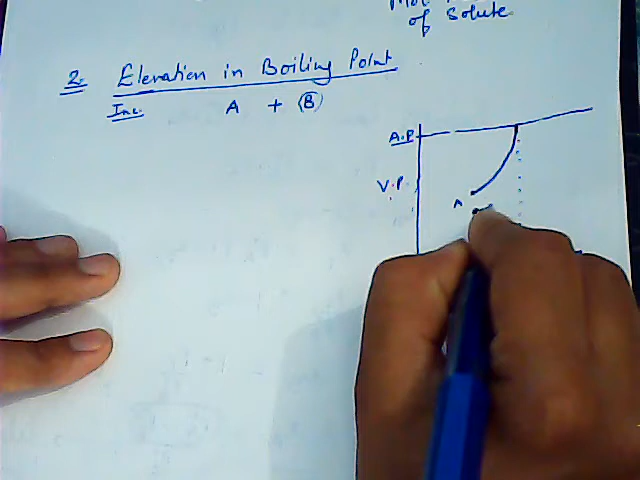 of Solute
2. Elevation in Boiling Point
Inc. A + B
A.P.
V.P.
A